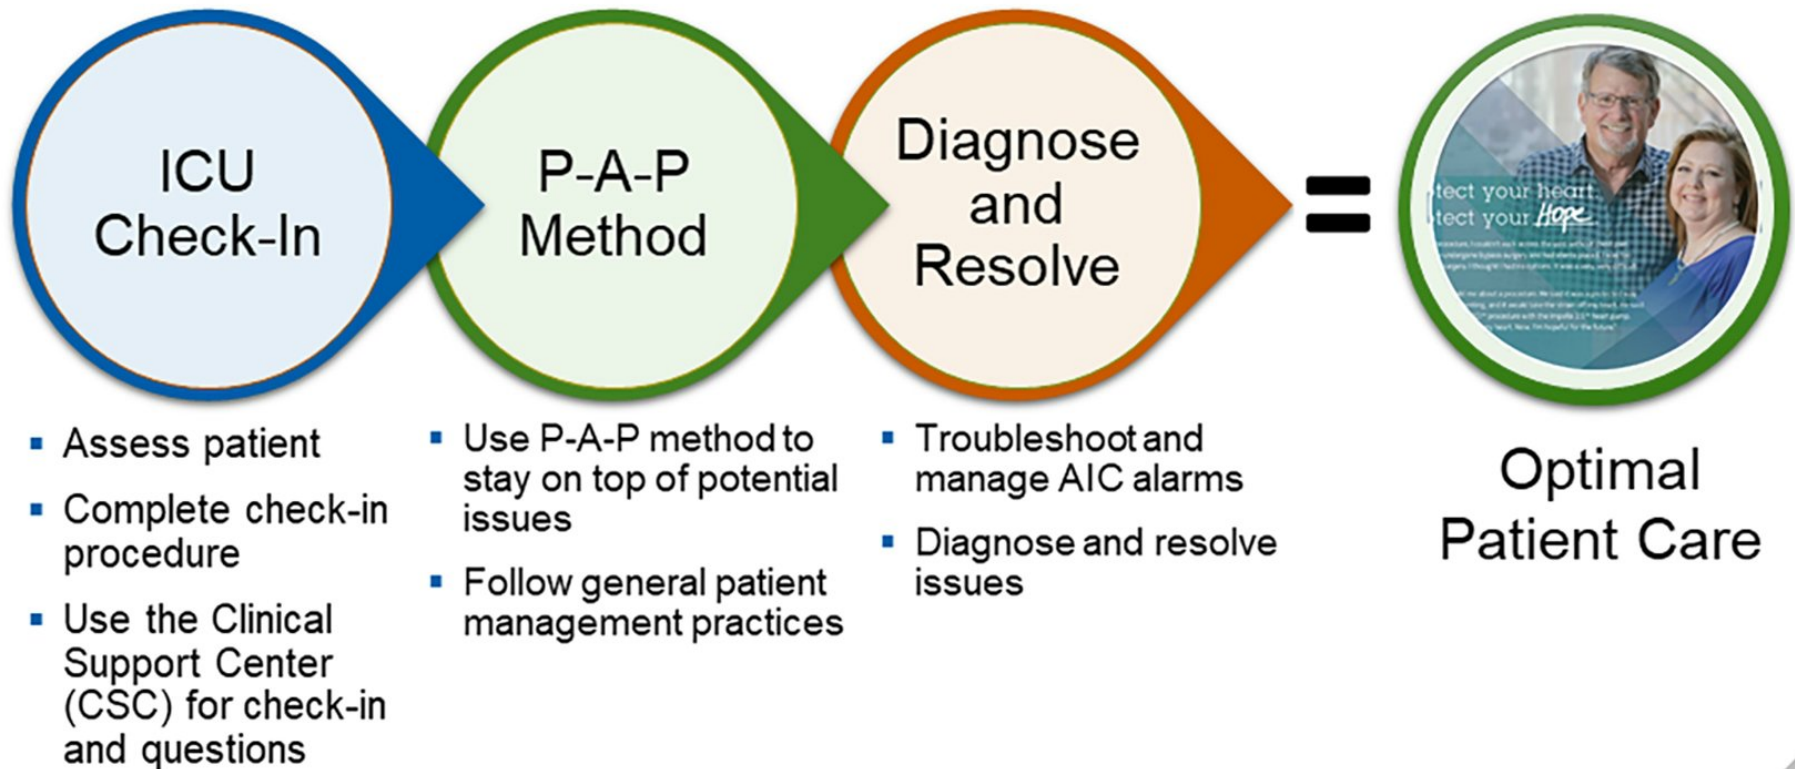 ICU
Check-In
P-A-P
Method
Diagnose
and
Resolve
=
tect your heart
tect your Hope
▪ Assess patient
▪ Complete check-in
procedure
▪ Use the Clinical
Support Center
(CSC) for check-in
and questions
▪ Use P-A-P method to
stay on top of potential
issues
▪ Follow general patient
management practices
▪ Troubleshoot and
manage AIC alarms
▪ Diagnose and resolve
issues
Optimal
Patient Care